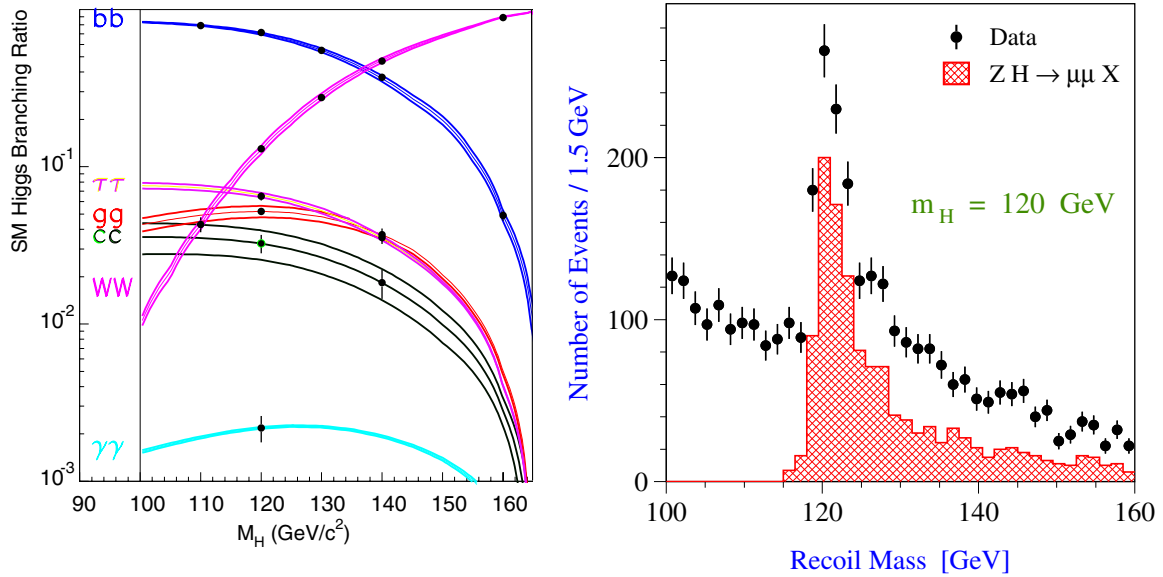 SM Higgs Branching Ratio
bb
ττ
gg
cc
WW
γγ
10⁻¹
10⁻²
10⁻³
90 100 110 120 130 140 150 160
M_H (GeV/c²)
Number of Events / 1.5 GeV
Data
Z H → μμ X
m_H = 120 GeV
200
100
0
100 120 140 160
Recoil Mass [GeV]